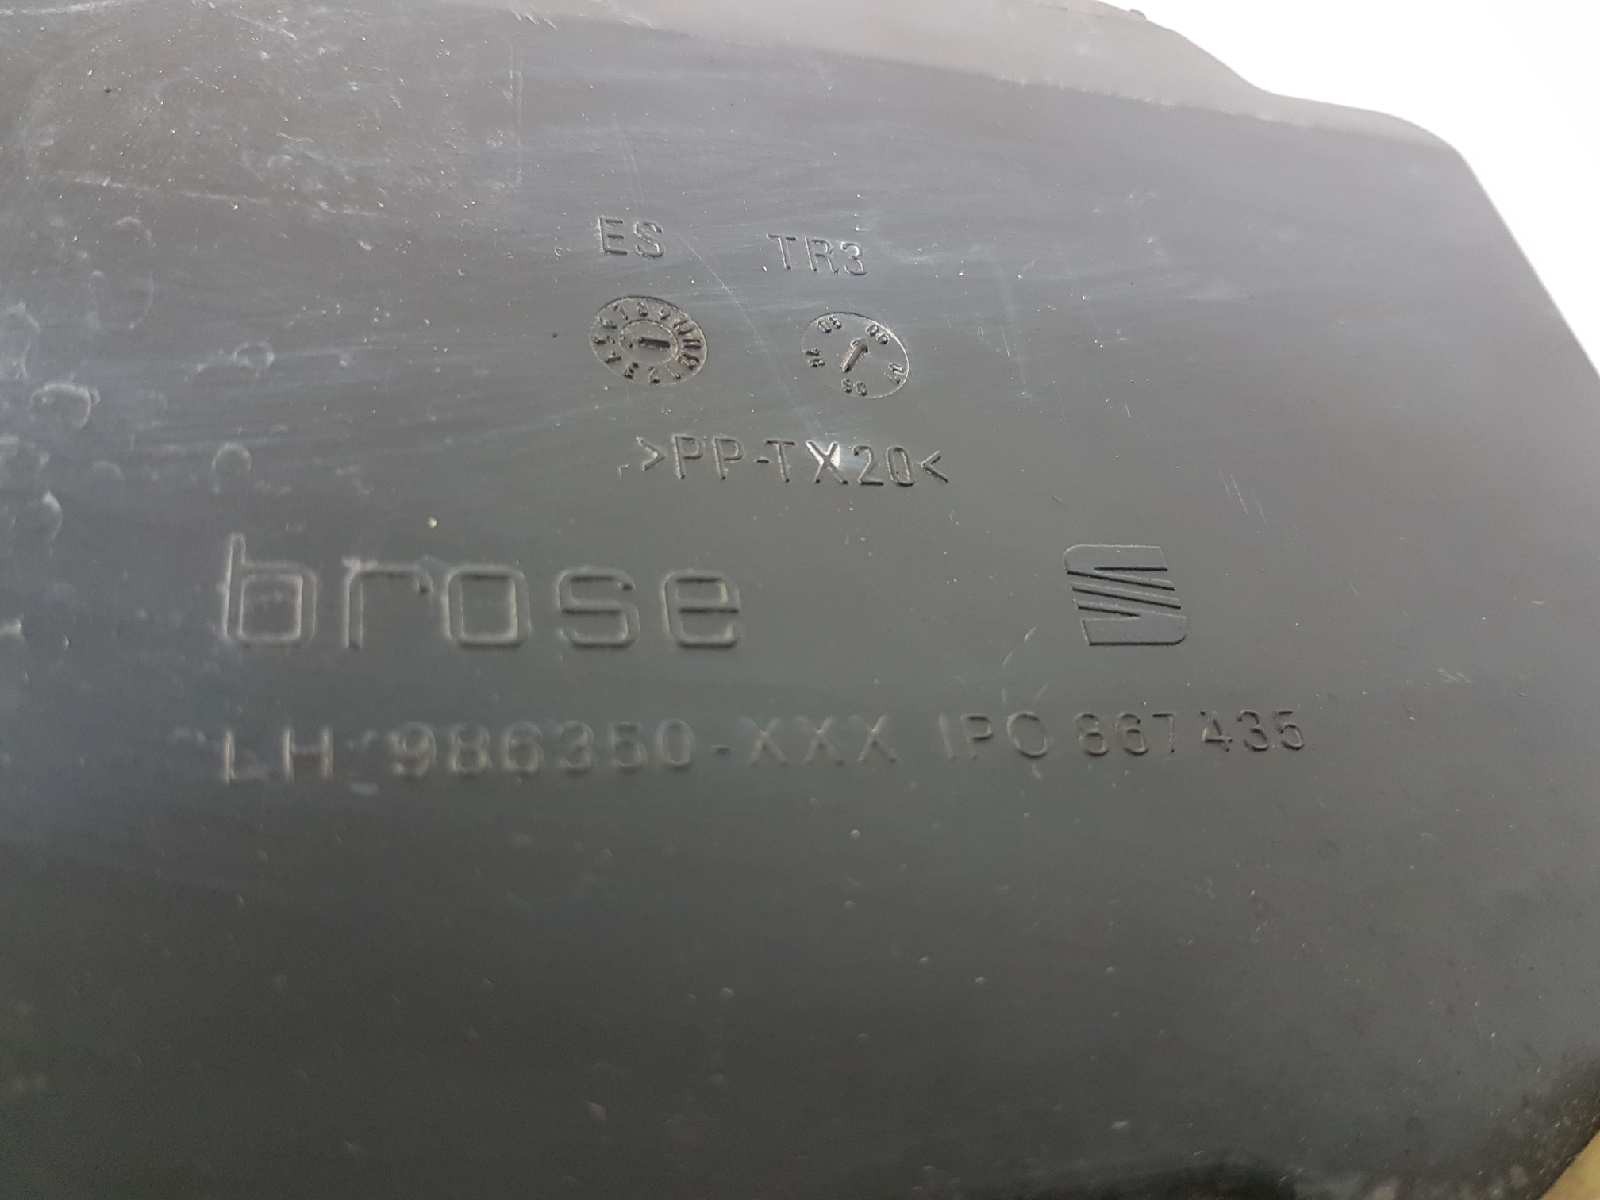 ES TR3
>PP-TX20<
brose
LH 986350-XXX 1P0 867 435